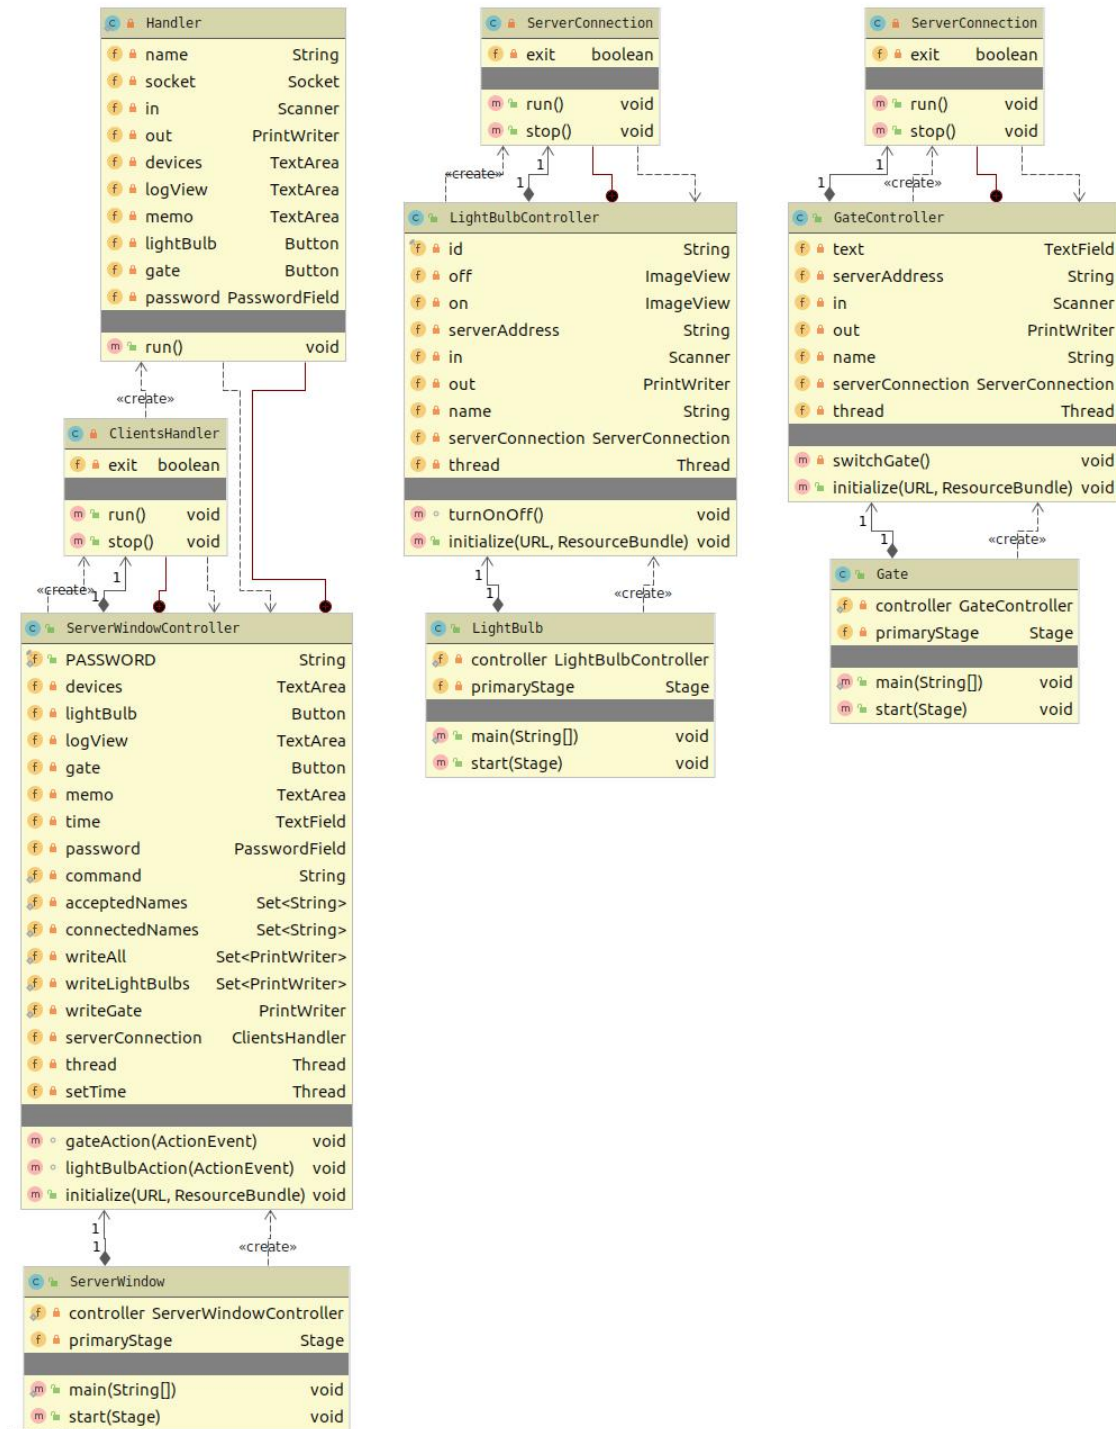 Handler
name String
socket Socket
in Scanner
out PrintWriter
devices TextArea
logView TextArea
memo TextArea
lightBulb Button
gate Button
password PasswordField
run() void
«create»
ClientsHandler
exit boolean
run() void
stop() void
«create»
1
1
ServerWindowController
PASSWORD String
devices TextArea
lightBulb Button
logView TextArea
gate Button
memo TextArea
time TextField
password PasswordField
command String
acceptedNames Set<String>
connectedNames Set<String>
writeAll Set<PrintWriter>
writeLightBulbs Set<PrintWriter>
writeGate PrintWriter
serverConnection ClientsHandler
thread Thread
setTime Thread
gateAction(ActionEvent) void
lightBulbAction(ActionEvent) void
initialize(URL, ResourceBundle) void
1
1
«create»
ServerWindow
controller ServerWindowController
primaryStage Stage
main(String[]) void
start(Stage) void
ServerConnection
exit boolean
run() void
stop() void
«create»
1
1
LightBulbController
id String
off ImageView
on ImageView
serverAddress String
in Scanner
out PrintWriter
name String
serverConnection ServerConnection
thread Thread
turnOnOff() void
initialize(URL, ResourceBundle) void
1
1
«create»
LightBulb
controller LightBulbController
primaryStage Stage
main(String[]) void
start(Stage) void
ServerConnection
exit boolean
run() void
stop() void
1
1
«create»
GateController
text TextField
serverAddress String
in Scanner
out PrintWriter
name String
serverConnection ServerConnection
thread Thread
switchGate() void
initialize(URL, ResourceBundle) void
1
1
«create»
Gate
controller GateController
primaryStage Stage
main(String[]) void
start(Stage) void